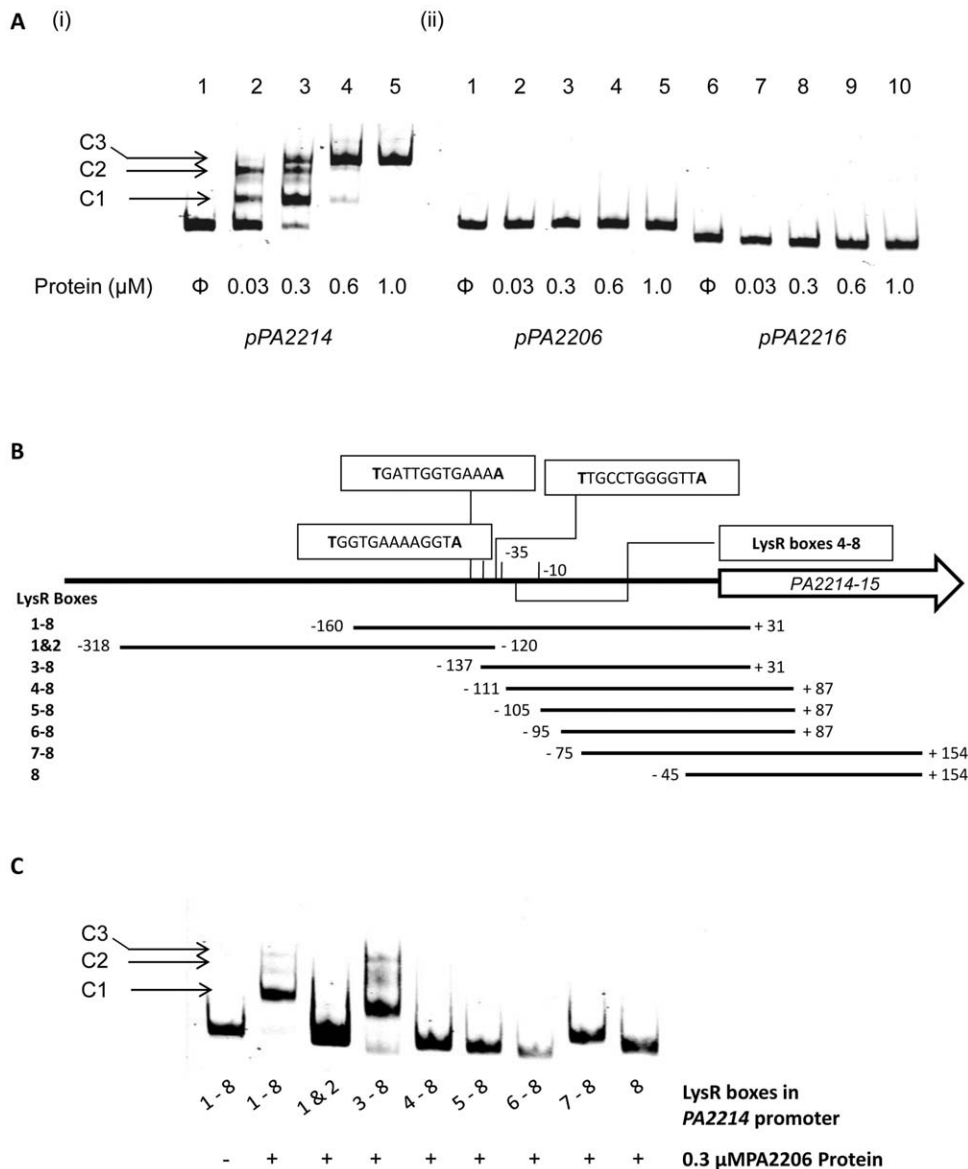 A (i) (ii)
1 2 3 4 5 1 2 3 4 5 6 7 8 9 10
C3
C2
C1
Protein (µM) Φ 0.03 0.3 0.6 1.0 Φ 0.03 0.3 0.6 1.0 Φ 0.03 0.3 0.6 1.0
pPA2214 pPA2206 pPA2216
B
TGATTGGTGAAAA TTGCCTGGGGTTA
TGGTGAAAAGGTA -35 LysR boxes 4-8
-10
PA2214-15
LysR Boxes
1-8 -160 + 31
1&2 -318 - 120
3-8 - 137 + 31
4-8 - 111 + 87
5-8 - 105 + 87
6-8 - 95 + 87
7-8 - 75 + 154
8 - 45 + 154
C
C3
C2
C1
1 - 8 1 - 8 1 & 2 3 - 8 4 - 8 5 - 8 6 - 8 7 - 8 8 LysR boxes in
PA2214 promoter
- + + + + + + + + 0.3 µMPA2206 Protein